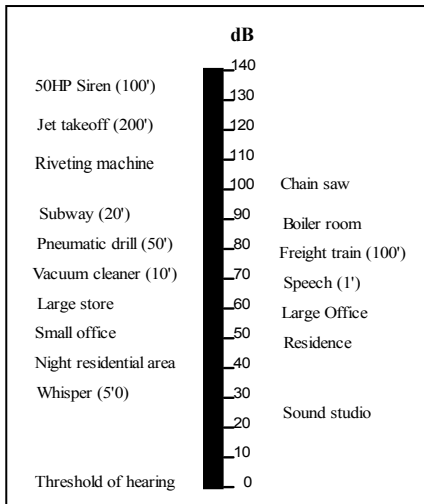 dB
140
50HP Siren (100')
130
Jet takeoff (200')
120
Riveting machine
110
100
Chain saw
Subway (20')
90
Boiler room
Pneumatic drill (50')
80
Freight train (100')
Vacuum cleaner (10')
70
Speech (1')
Large store
60
Large Office
Small office
50
Residence
Night residential area
40
Whisper (5'0)
30
Sound studio
20
10
Threshold of hearing
0